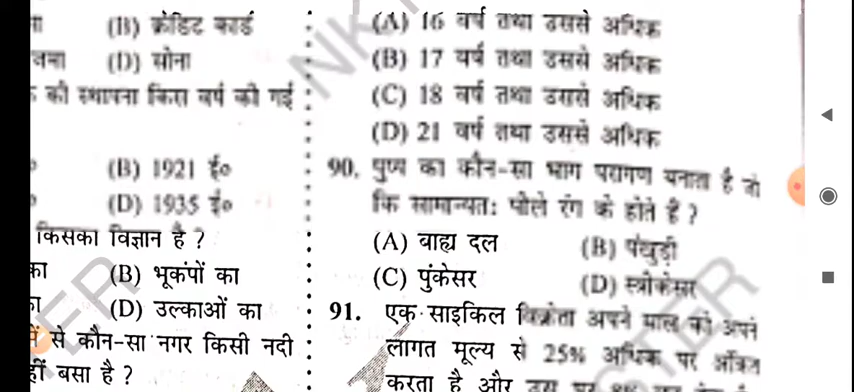 (B) क्रेडिट कार्ड
(D) सोना
की स्थापना किस वर्ष की गई
(B) 1921 ई०
(D) 1935 ई०
किसका विज्ञान है ?
का (B) भूकंपों का
(D) उल्काओं का
से कौन-सा नगर किसी नदी
बसा है ?
(A) 16 वर्ष तथा उससे अधिक
(B) 17 वर्ष तथा उससे अधिक
(C) 18 वर्ष तथा उससे अधिक
(D) 21 वर्ष तथा उससे अधिक
90. पुष्प का कौन-सा भाग परागण बनाता है जो
कि सामान्यत: पीले रंग के होते हैं ?
(A) बाह्य दल (B) पंखुड़ी
(C) पुंकेसर (D) स्त्रीकेसर
91. एक साइकिल विक्रेता अपने माल को अपने
लागत मूल्य से 25% अधिक पर अंकित
करता है और उस पर